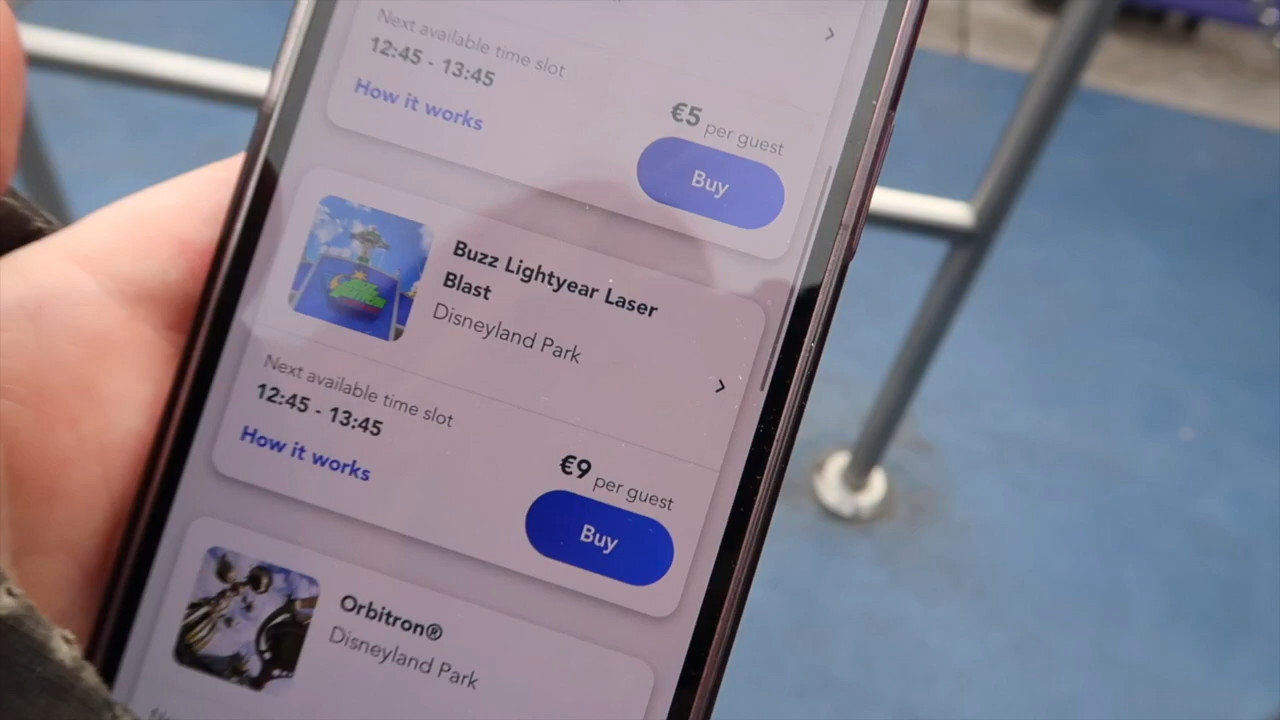 Next available time slot
12:45 - 13:45
How it works
€5 per guest
Buy
Buzz Lightyear Laser
Blast
Disneyland Park
Next available time slot
12:45 - 13:45
How it works
€9 per guest
Buy
Orbitron®
Disneyland Park